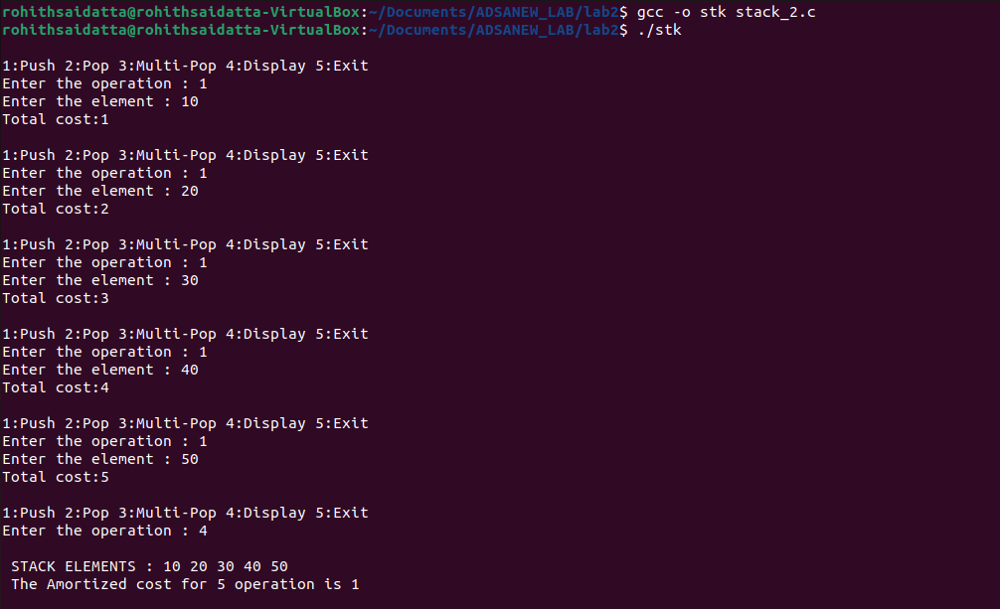 rohithsaidatta@rohithsaidatta-VirtualBox:~/Documents/ADSANEW_LAB/lab2$ gcc -o stk stack_2.c
rohithsaidatta@rohithsaidatta-VirtualBox:~/Documents/ADSANEW_LAB/lab2$ ./stk
1:Push 2:Pop 3:Multi-Pop 4:Display 5:Exit
Enter the operation : 1
Enter the element : 10
Total cost:1
1:Push 2:Pop 3:Multi-Pop 4:Display 5:Exit
Enter the operation : 1
Enter the element : 20
Total cost:2
1:Push 2:Pop 3:Multi-Pop 4:Display 5:Exit
Enter the operation : 1
Enter the element : 30
Total cost:3
1:Push 2:Pop 3:Multi-Pop 4:Display 5:Exit
Enter the operation : 1
Enter the element : 40
Total cost:4
1:Push 2:Pop 3:Multi-Pop 4:Display 5:Exit
Enter the operation : 1
Enter the element : 50
Total cost:5
1:Push 2:Pop 3:Multi-Pop 4:Display 5:Exit
Enter the operation : 4
STACK ELEMENTS : 10 20 30 40 50
The Amortized cost for 5 operation is 1